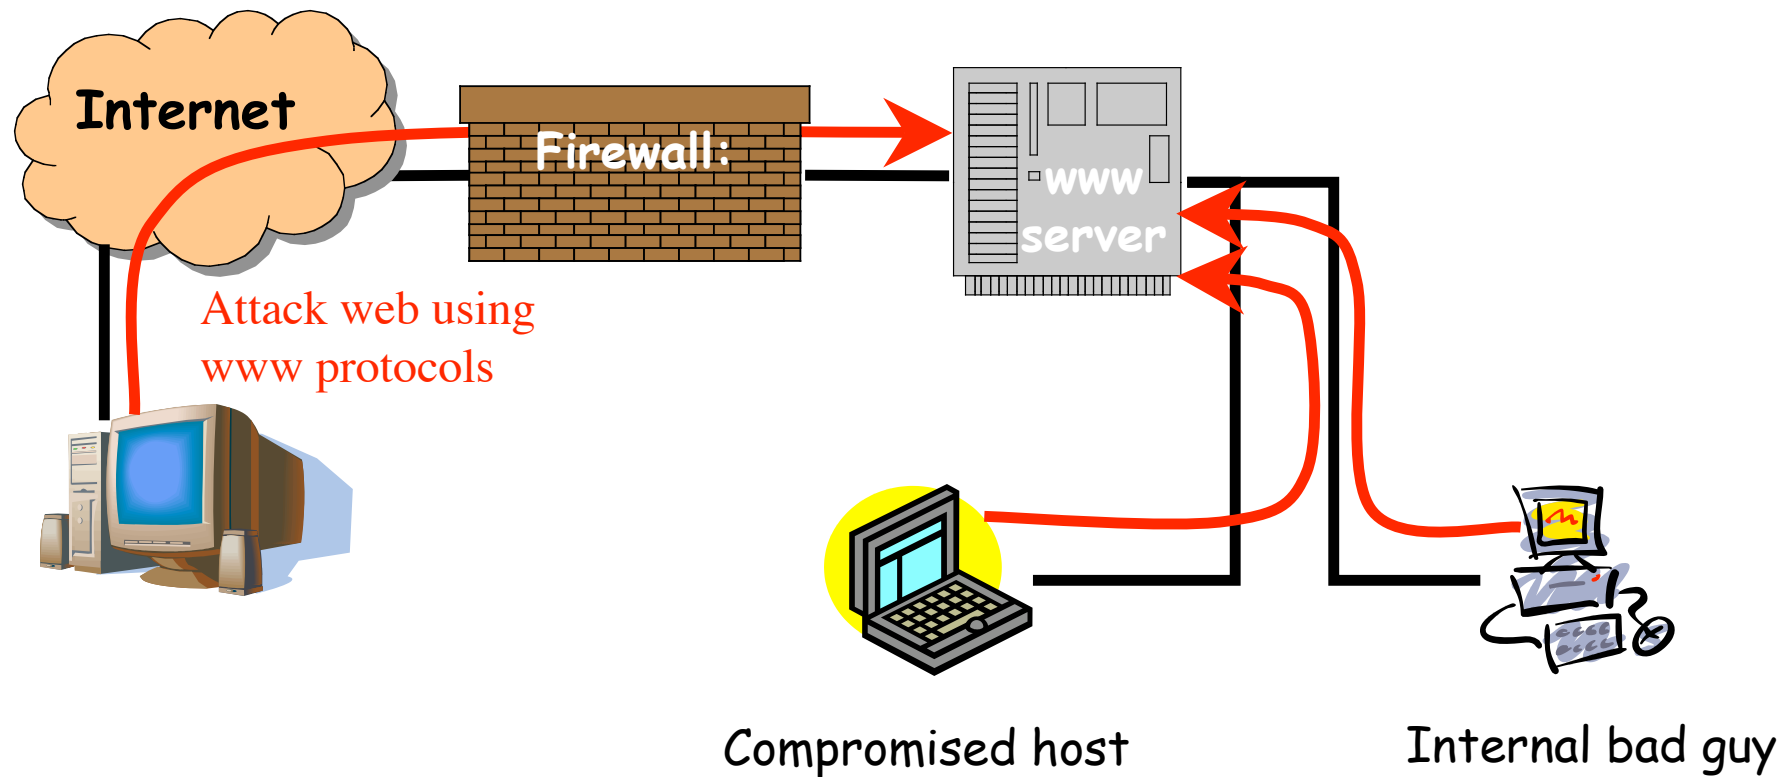 Internet
Firewall:
www
server
Attack web using
www protocols
Compromised host
Internal bad guy